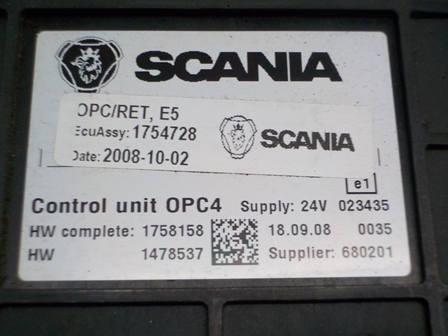 SCANIA
OPC/RET, E5
EcuAssy: 1754728
Date: 2008-10-02
SCANIA
e1
Control unit OPC4 Supply: 24V 023435
HW complete: 1758158 18.09.08 0035
HW 1478537 Supplier: 680201